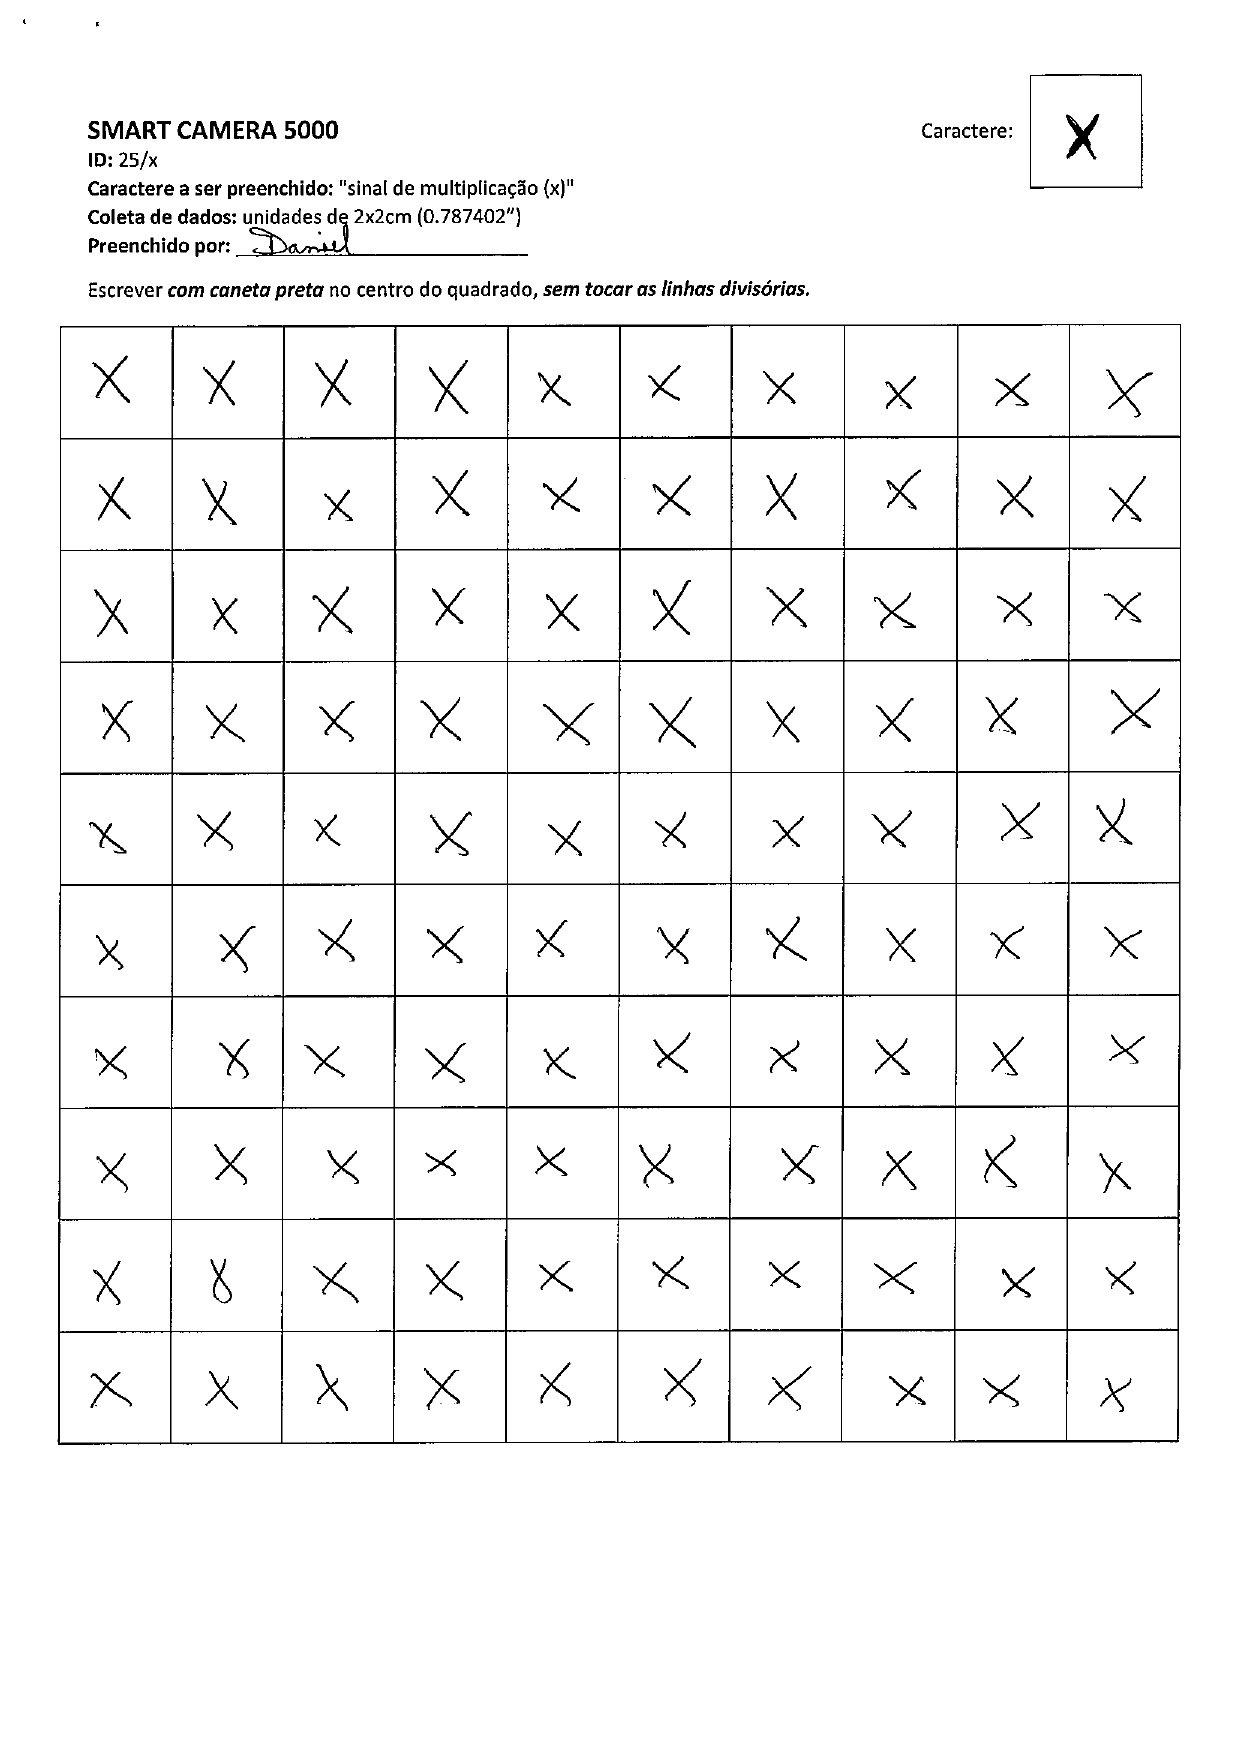 SMART CAMERA 5000
Caractere: X
ID: 25/x
Caractere a ser preenchido: "sinal de multiplicação (x)"
Coleta de dados: unidades de 2x2cm (0.787402")
Preenchido por: Daniel
Escrever com caneta preta no centro do quadrado, sem tocar as linhas divisórias.
X X X X X X X X X X
X X X X X X X X X X
X X X X X X X X X X
X X X X X X X X X X
X X X X X X X X X X
X X X X X X X X X X
X X X X X X X X X X
X X X X X X X X X X
X X X X X X X X X X
X X X X X X X X X X